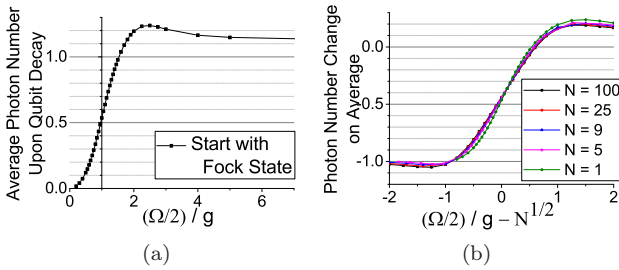 Average Photon Number
Upon Qubit Decay
1.0
0.5
0.0
0
2
4
6
(Ω/2) / g
Start with
Fock State
(a)
Photon Number Change
on Average
0.0
-0.5
-1.0
-2
-1
0
1
2
(Ω/2) / g – N^1/2
N = 100
N = 25
N = 9
N = 5
N = 1
(b)